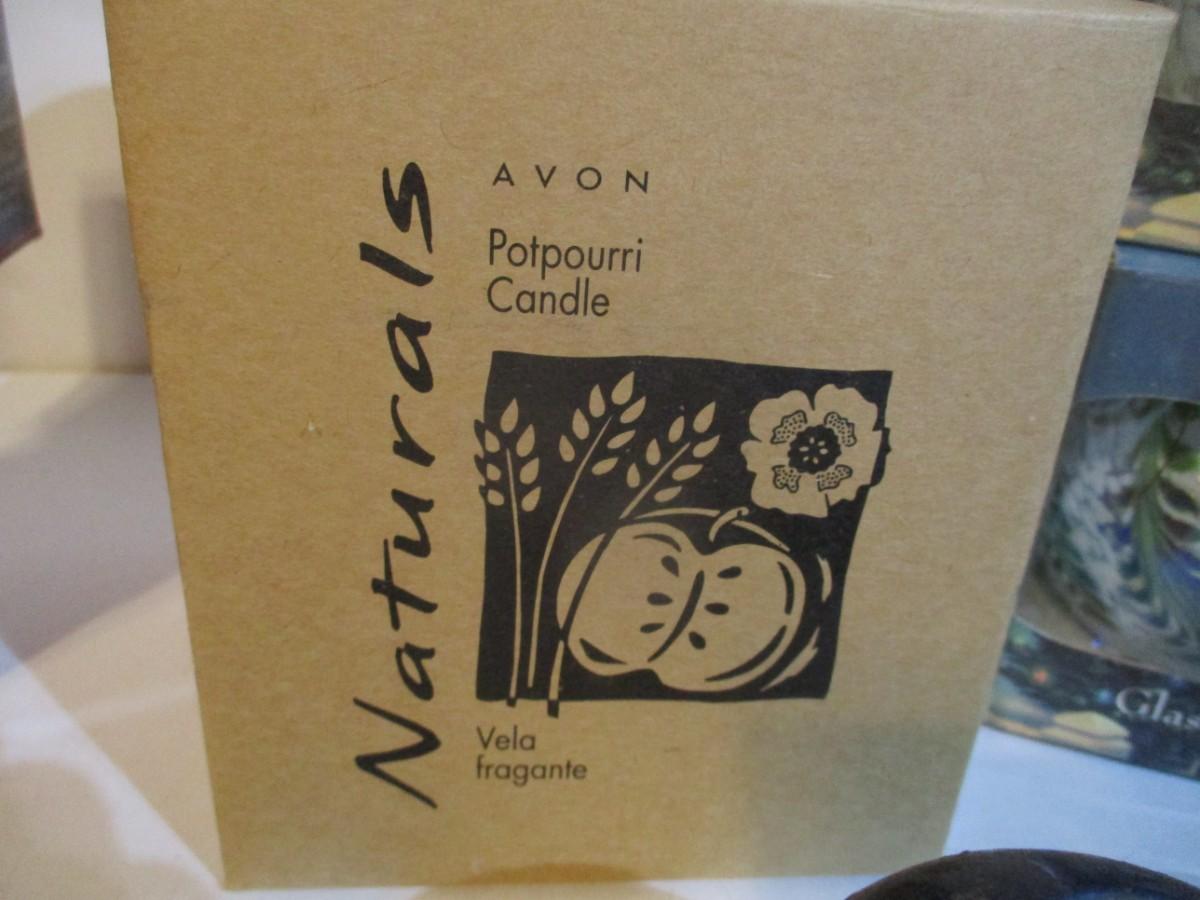 Naturals
AVON
Potpourri
Candle
Vela
fragante